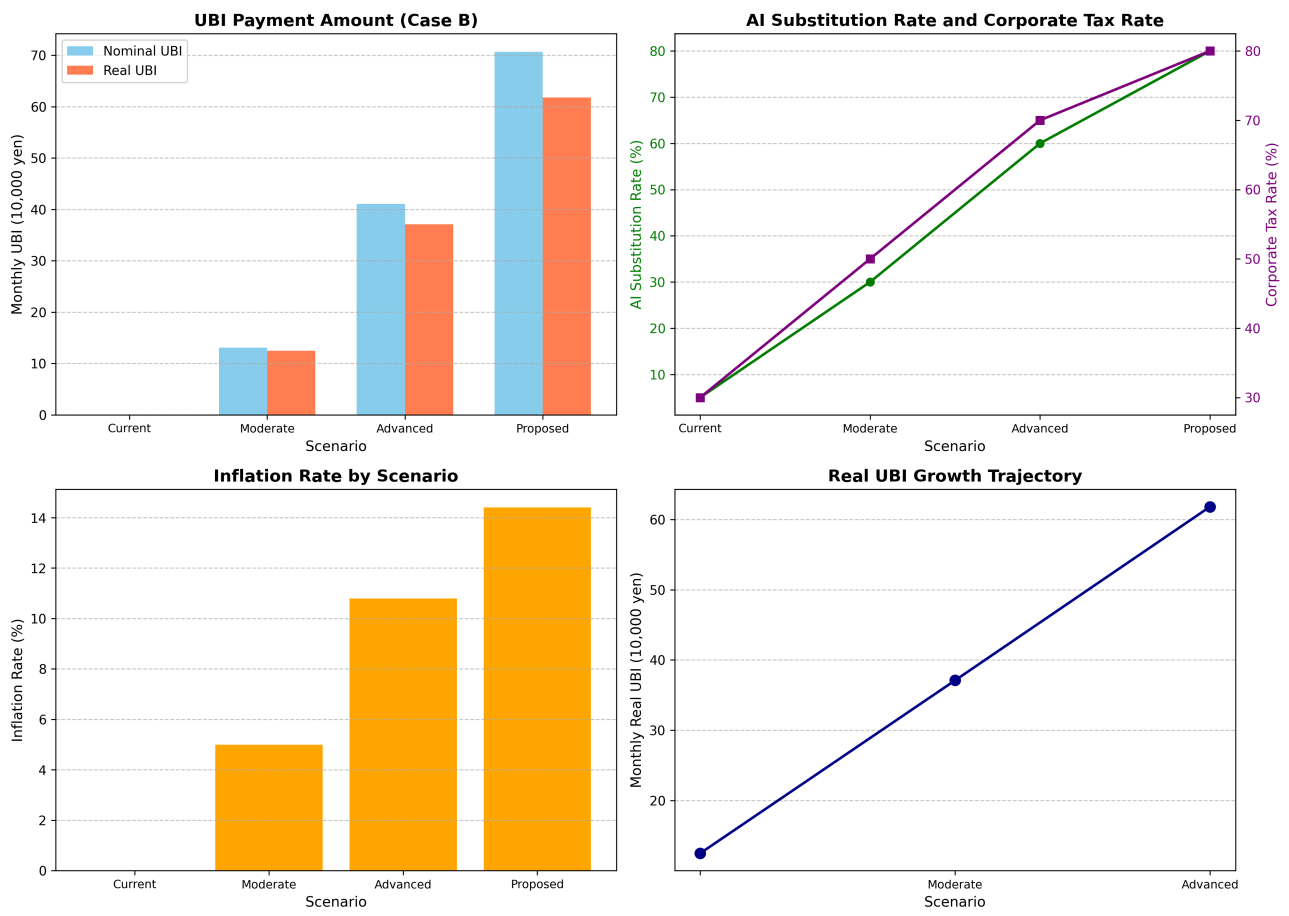 UBI Payment Amount (Case B)
Nominal UBI
Real UBI
Monthly UBI (10,000 yen)
70
60
50
40
30
20
10
0
Current
Moderate
Advanced
Proposed
Scenario
AI Substitution Rate and Corporate Tax Rate
AI Substitution Rate (%)
80
70
60
50
40
30
20
10
Corporate Tax Rate (%)
80
70
60
50
40
30
Current
Moderate
Advanced
Proposed
Scenario
Inflation Rate by Scenario
Inflation Rate (%)
14
12
10
8
6
4
2
0
Current
Moderate
Advanced
Proposed
Scenario
Real UBI Growth Trajectory
Monthly Real UBI (10,000 yen)
60
50
40
30
20
Moderate
Advanced
Scenario